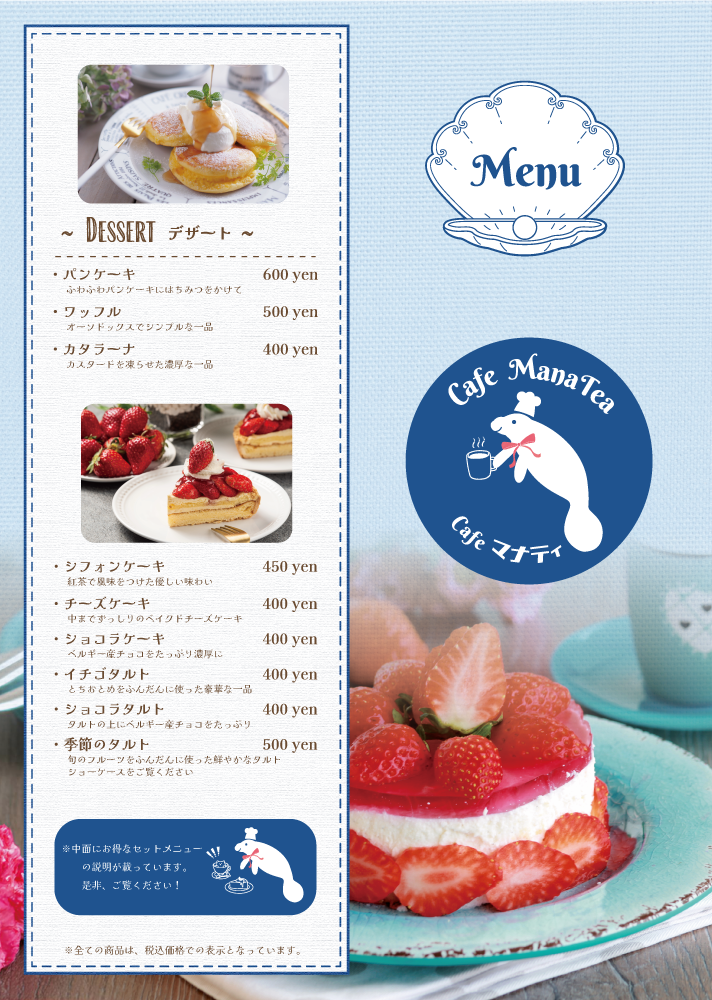 ~ DESSERT デザート ~
・パンケーキ 600 yen
ふわふわパンケーキにはちみつをかけて
・ワッフル 500 yen
オーソドックスでシンプルな一品
・カタラーナ 400 yen
カスタードを凍らせた濃厚な一品
・シフォンケーキ 450 yen
紅茶で風味をつけた優しい味わい
・チーズケーキ 400 yen
中までずっしりのベイクドチーズケーキ
・ショコラケーキ 400 yen
ベルギー産チョコをたっぷり濃厚に
・イチゴタルト 400 yen
とちおとめをふんだんに使った豪華な一品
・ショコラタルト 400 yen
タルトの上にベルギー産チョコをたっぷり
・季節のタルト 500 yen
旬のフルーツをふんだんに使った鮮やかなタルト
ショーケースをご覧ください
※中面にお得なセットメニュー
の説明が載っています。
是非、ご覧ください！
※全ての商品は、税込価格での表示となっています。
Menu
Cafe ManaTea
Cafe マナティ